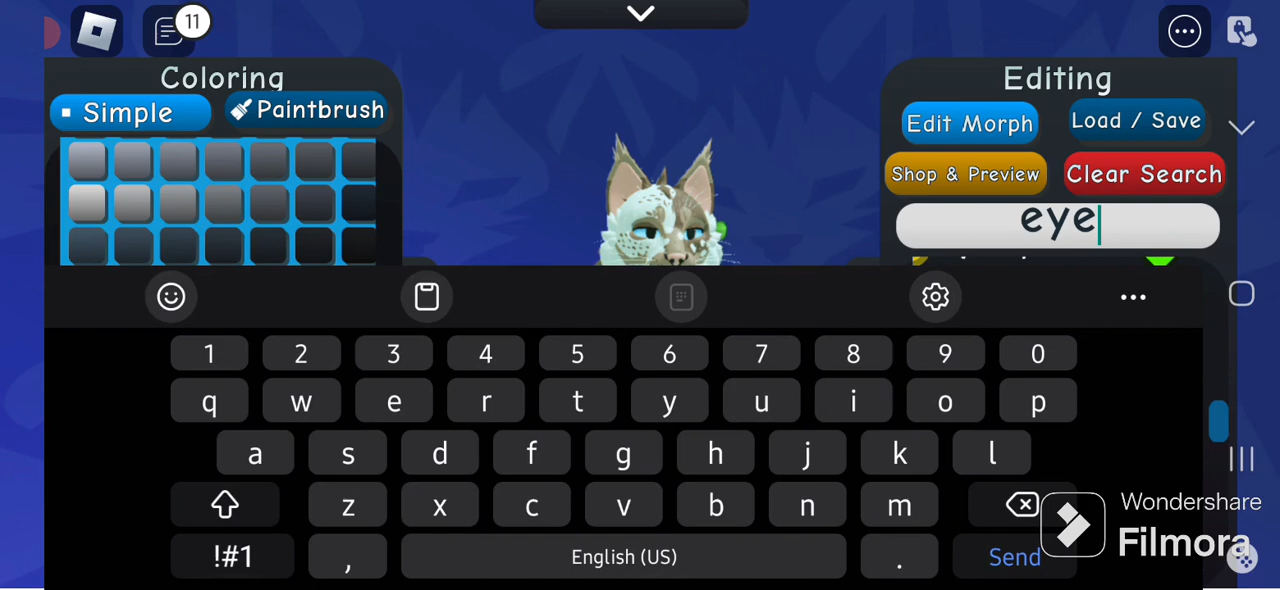 11
Coloring
Simple
Paintbrush
Editing
Edit Morph
Load / Save
Shop & Preview
Clear Search
eye
1 2 3 4 5 6 7 8 9 0
q w e r t y u i o p
a s d f g h j k l
z x c v b n m
!#1 , English (US) . Send
Wondershare
Filmora